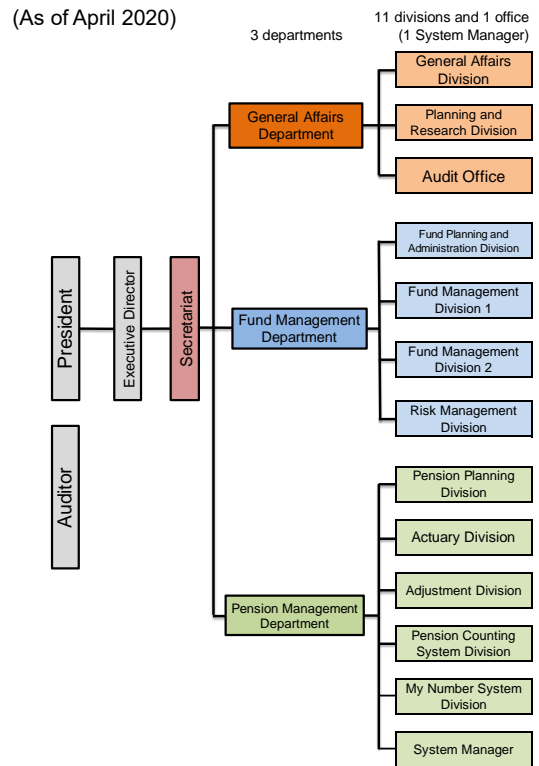 (As of April 2020)
3 departments
11 divisions and 1 office
(1 System Manager)
President
Auditor
Executive Director
Secretariat
General Affairs
Department
General Affairs
Division
Planning and
Research Division
Audit Office
Fund Management
Department
Fund Planning and
Administration Division
Fund Management
Division 1
Fund Management
Division 2
Risk Management
Division
Pension Management
Department
Pension Planning
Division
Actuary Division
Adjustment Division
Pension Counting
System Division
My Number System
Division
System Manager